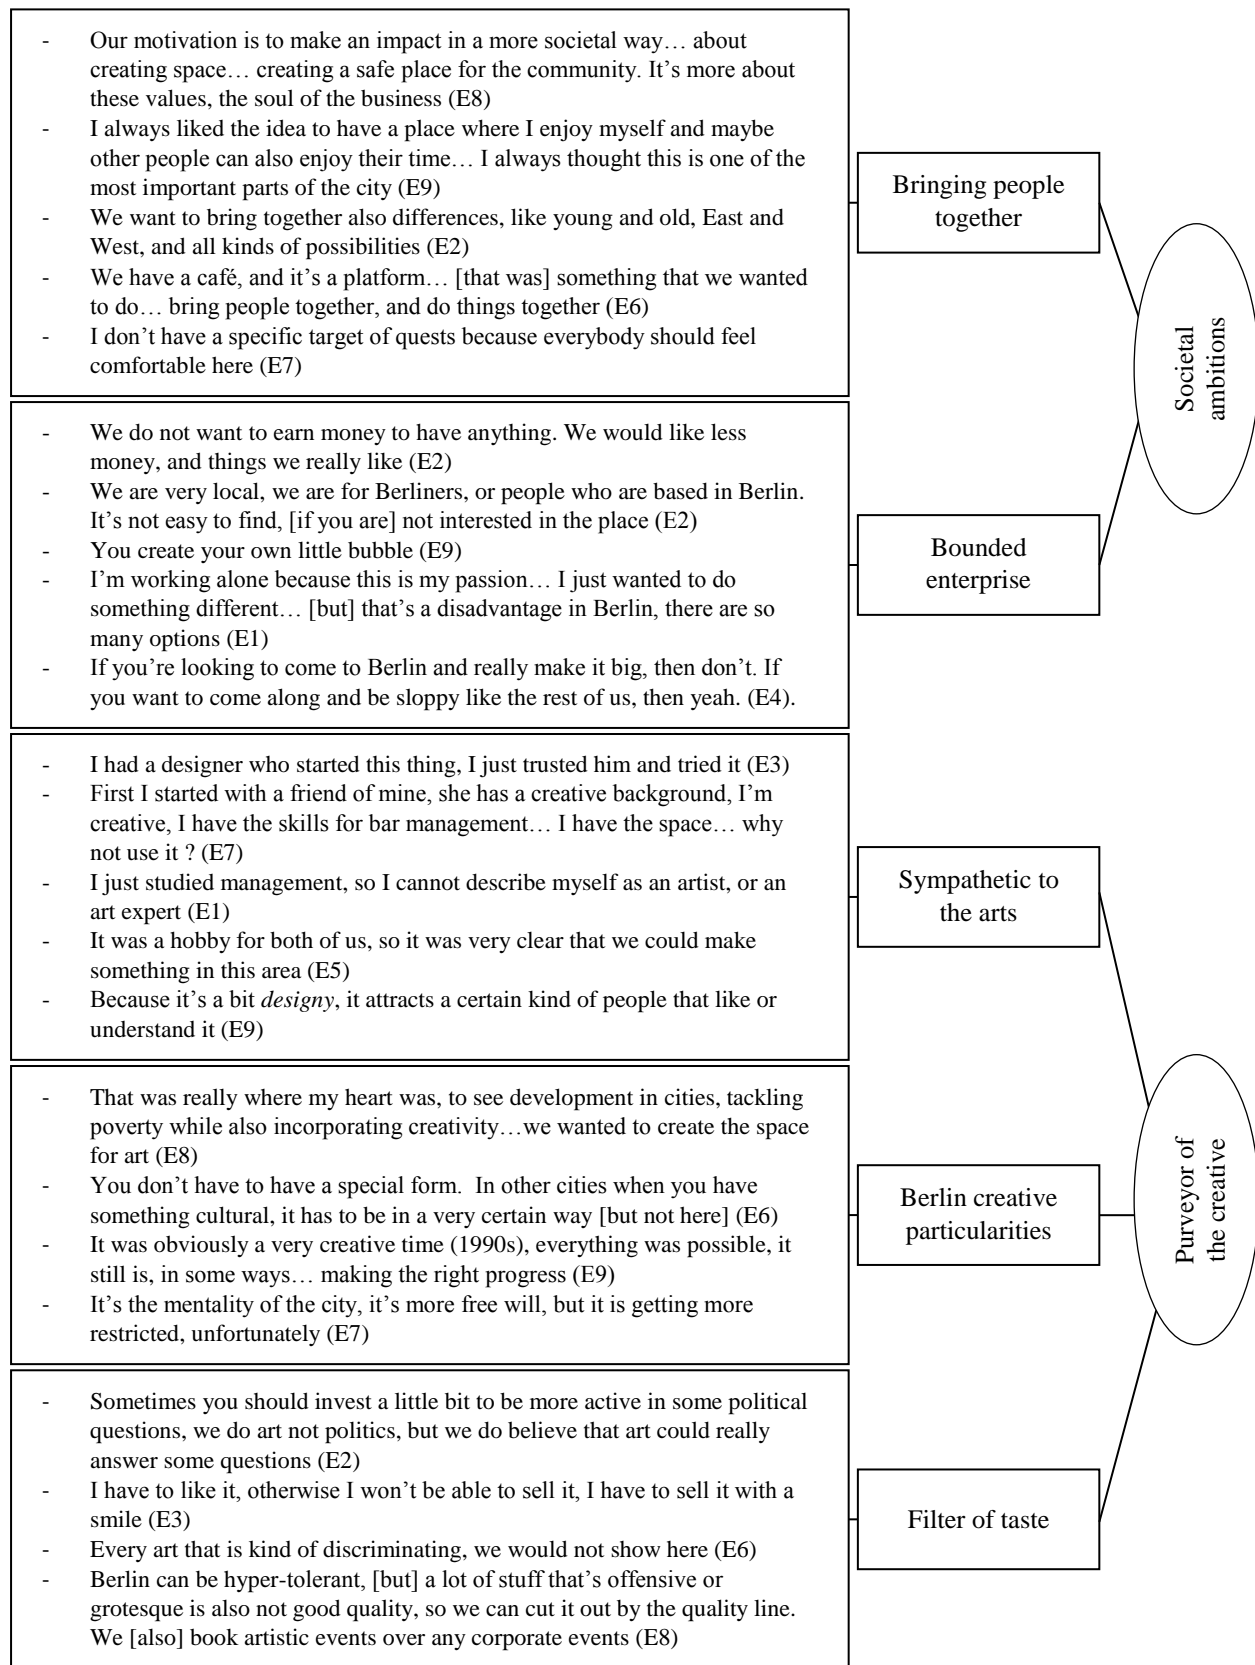 - Our motivation is to make an impact in a more societal way… about
creating space… creating a safe place for the community. It’s more about
these values, the soul of the business (E8)
- I always liked the idea to have a place where I enjoy myself and maybe
other people can also enjoy their time… I always thought this is one of the
most important parts of the city (E9)
- We want to bring together also differences, like young and old, East and
West, and all kinds of possibilities (E2)
- We have a café, and it’s a platform… [that was] something that we wanted
to do… bring people together, and do things together (E6)
- I don’t have a specific target of quests because everybody should feel
comfortable here (E7)
Bringing people
together
- We do not want to earn money to have anything. We would like less
money, and things we really like (E2)
- We are very local, we are for Berliners, or people who are based in Berlin.
It’s not easy to find, [if you are] not interested in the place (E2)
- You create your own little bubble (E9)
- I’m working alone because this is my passion… I just wanted to do
something different… [but] that’s a disadvantage in Berlin, there are so
many options (E1)
- If you’re looking to come to Berlin and really make it big, then don’t. If
you want to come along and be sloppy like the rest of us, then yeah. (E4).
Bounded
enterprise
Societal
ambitions
- I had a designer who started this thing, I just trusted him and tried it (E3)
- First I started with a friend of mine, she has a creative background, I’m
creative, I have the skills for bar management… I have the space… why
not use it ? (E7)
- I just studied management, so I cannot describe myself as an artist, or an
art expert (E1)
- It was a hobby for both of us, so it was very clear that we could make
something in this area (E5)
- Because it’s a bit designy, it attracts a certain kind of people that like or
understand it (E9)
Sympathetic to
the arts
- That was really where my heart was, to see development in cities, tackling
poverty while also incorporating creativity…we wanted to create the space
for art (E8)
- You don’t have to have a special form.  In other cities when you have
something cultural, it has to be in a very certain way [but not here] (E6)
- It was obviously a very creative time (1990s), everything was possible, it
still is, in some ways… making the right progress (E9)
- It’s the mentality of the city, it’s more free will, but it is getting more
restricted, unfortunately (E7)
Berlin creative
particularities
- Sometimes you should invest a little bit to be more active in some political
questions, we do art not politics, but we do believe that art could really
answer some questions (E2)
- I have to like it, otherwise I won’t be able to sell it, I have to sell it with a
smile (E3)
- Every art that is kind of discriminating, we would not show here (E6)
- Berlin can be hyper-tolerant, [but] a lot of stuff that’s offensive or
grotesque is also not good quality, so we can cut it out by the quality line.
We [also] book artistic events over any corporate events (E8)
Filter of taste
Purveyor of
the creative